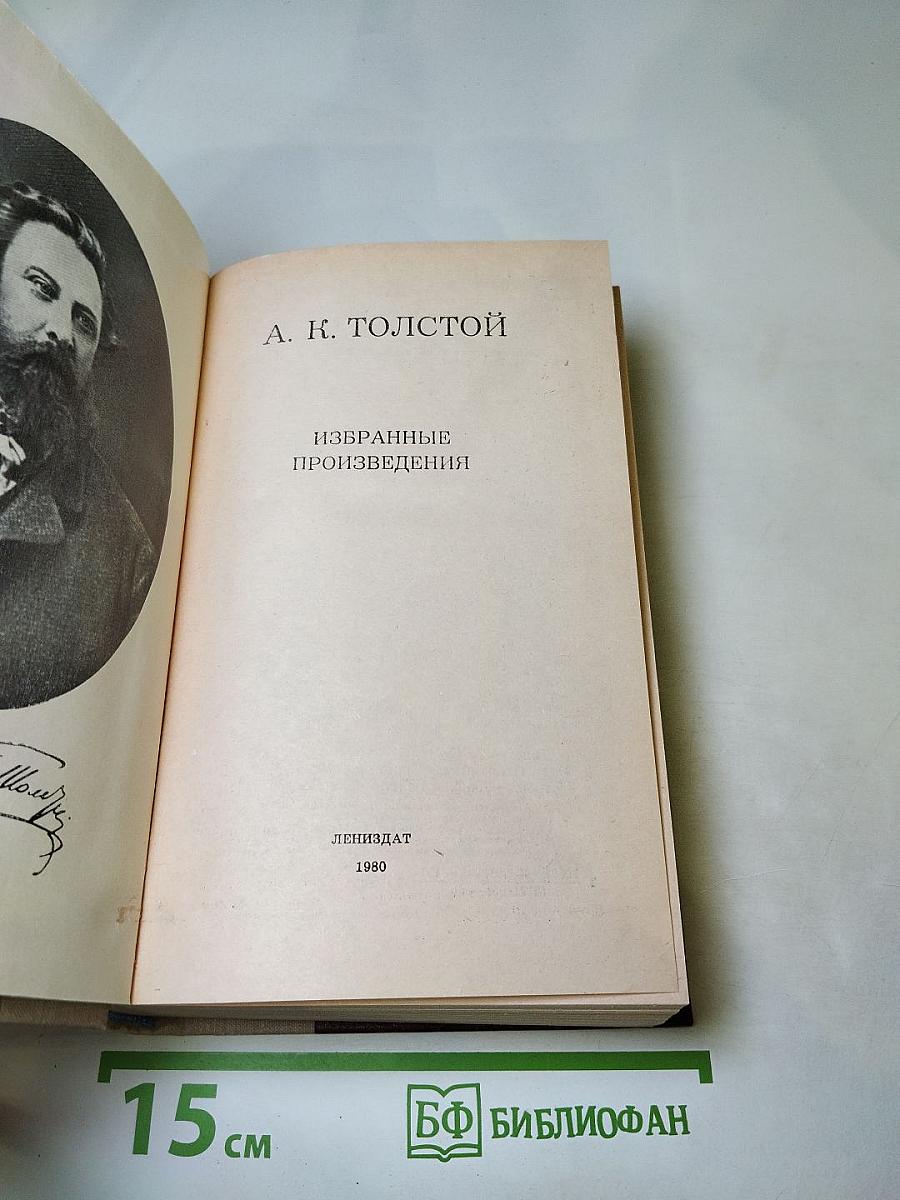 А. К. ТОЛСТОЙ
ИЗБРАННЫЕ
ПРОИЗВЕДЕНИЯ
ЛЕНИЗДАТ
1980
15 см
БФ БИБЛИОФАН